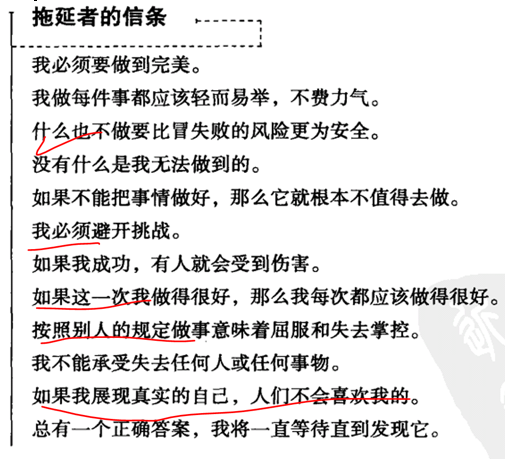 拖延者的信条
我必须要做到完美。
我做每件事都应该轻而易举，不费力气。
什么也不做要比冒失败的风险更为安全。
没有什么是我无法做到的。
如果不能把事情做好，那么它就根本不值得去做。
我必须避开挑战。
如果我成功，有人就会受到伤害。
如果这一次我做得很好，那么我每次都应该做得很好。
按照别人的规定做事意味着屈服和失去掌控。
我不能承受失去任何人或任何事物。
如果我展现真实的自己，人们不会喜欢我的。
总有一个正确答案，我将一直等待直到发现它。